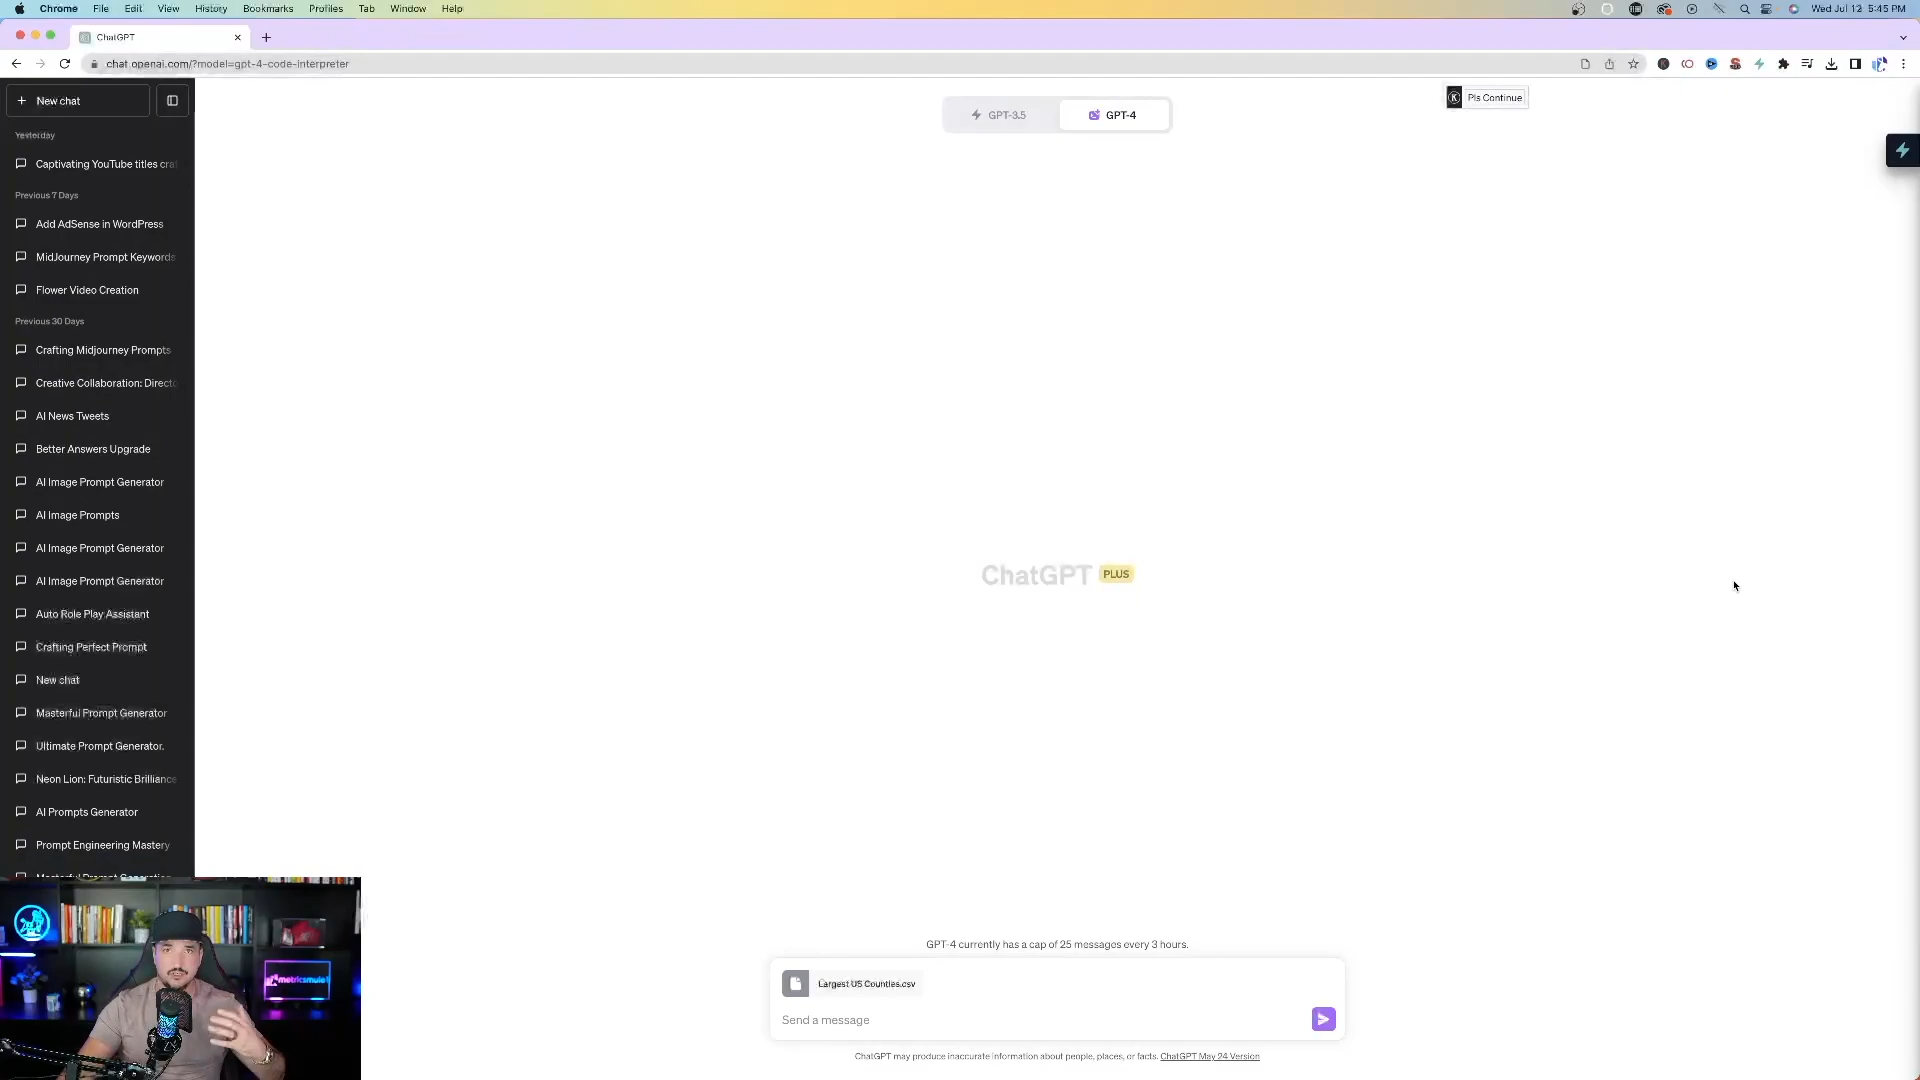 Chrome File Edit View History Bookmarks Profiles Tab Window Help Wed Jul 12 5:45 PM
ChatGPT
chat.openai.com/?model=gpt-4-code-interpreter
New chat
Yesterday
Captivating YouTube titles cra
Previous 7 Days
Add AdSense in WordPress
MidJourney Prompt Keywords
Flower Video Creation
Previous 30 Days
Crafting Midjourney Prompts
Creative Collaboration: Directo
AI News Tweets
Better Answers Upgrade
AI Image Prompt Generator
AI Image Prompts
AI Image Prompt Generator
AI Image Prompt Generator
Auto Role Play Assistant
Crafting Perfect Prompt
New chat
Masterful Prompt Generator
Ultimate Prompt Generator.
Neon Lion: Futuristic Brilliance
AI Prompts Generator
Prompt Engineering Mastery
Masterful Prompt Generation
GPT-3.5 GPT-4
K Pls Continue
ChatGPT PLUS
GPT-4 currently has a cap of 25 messages every 3 hours.
Largest US Counties.csv
Send a message
ChatGPT may produce inaccurate information about people, places, or facts. ChatGPT May 24 Version
metricsmule